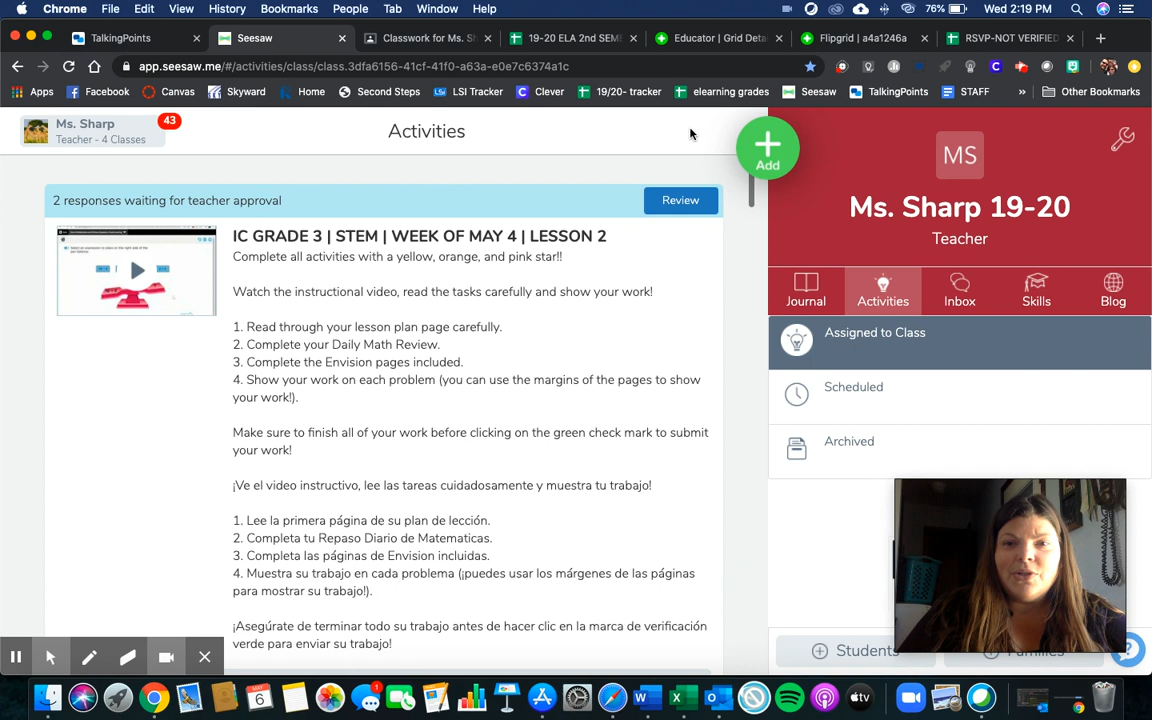 Chrome File Edit View History Bookmarks People Tab Window Help 76% Wed 2:19 PM
TalkingPoints Seesaw Classwork for Ms. Sh 19-20 ELA 2nd SEM Educator | Grid Deta Flipgrid | a4a1246a RSVP-NOT VERIFIED
app.seesaw.me/#/activities/class/class.3dfa6156-41cf-41f0-a63a-e0e7c6374a1c
Apps Facebook Canvas Skyward Home Second Steps LSI Tracker Clever 19/20- tracker elearning grades Seesaw TalkingPoints STAFF » Other Bookmarks
Ms. Sharp
Teacher - 4 Classes
43
Activities
Add
MS
Ms. Sharp 19-20
Teacher
Journal Activities Inbox Skills Blog
Assigned to Class
Scheduled
Archived
2 responses waiting for teacher approval Review
IC GRADE 3 | STEM | WEEK OF MAY 4 | LESSON 2
Complete all activities with a yellow, orange, and pink star!!
Watch the instructional video, read the tasks carefully and show your work!
1. Read through your lesson plan page carefully.
2. Complete your Daily Math Review.
3. Complete the Envision pages included.
4. Show your work on each problem (you can use the margins of the pages to show
your work!).
Make sure to finish all of your work before clicking on the green check mark to submit
your work!
¡Ve el video instructivo, lee las tareas cuidadosamente y muestra tu trabajo!
1. Lee la primera página de su plan de lección.
2. Completa tu Repaso Diario de Matematicas.
3. Completa las páginas de Envision incluidas.
4. Muestra su trabajo en cada problema (¡puedes usar los márgenes de las páginas
para mostrar su trabajo!).
¡Asegúrate de terminar todo su trabajo antes de hacer clic en la marca de verificación
verde para enviar su trabajo!
Students
Families